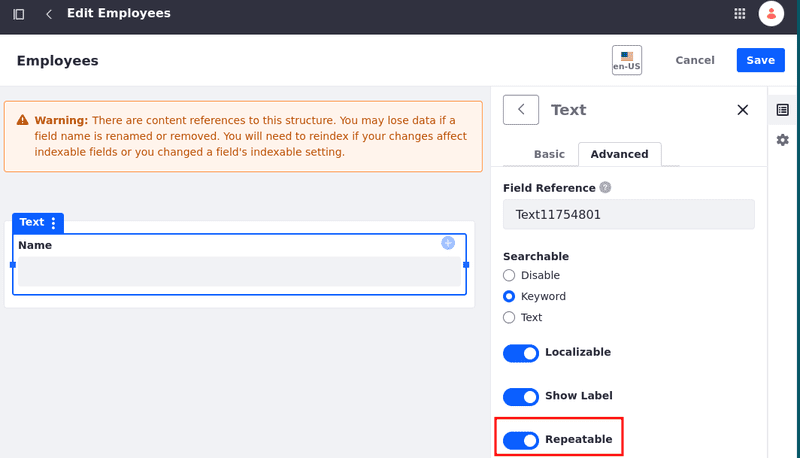 Edit Employees
Employees
en-US
Cancel
Save
Warning: There are content references to this structure. You may lose data if a
field name is renamed or removed. You will need to reindex if your changes affect
indexable fields or you changed a field's indexable setting.
Text
Name
Text
Basic
Advanced
Field Reference ?
Text11754801
Searchable
Disable
Keyword
Text
Localizable
Show Label
Repeatable